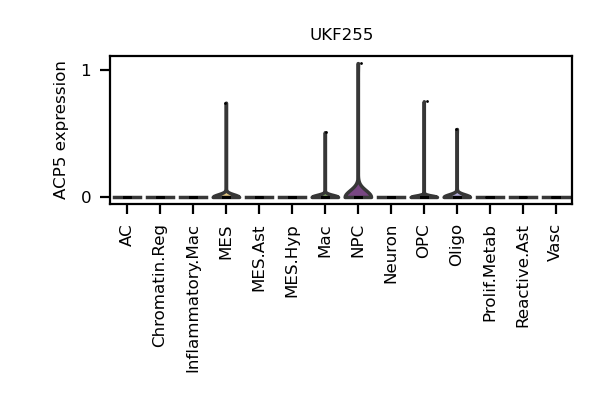 UKF255
ACP5 expression
1
0
AC
Chromatin.Reg
Inflammatory.Mac
MES
MES.Ast
MES.Hyp
Mac
NPC
Neuron
OPC
Oligo
Prolif.Metab
Reactive.Ast
Vasc